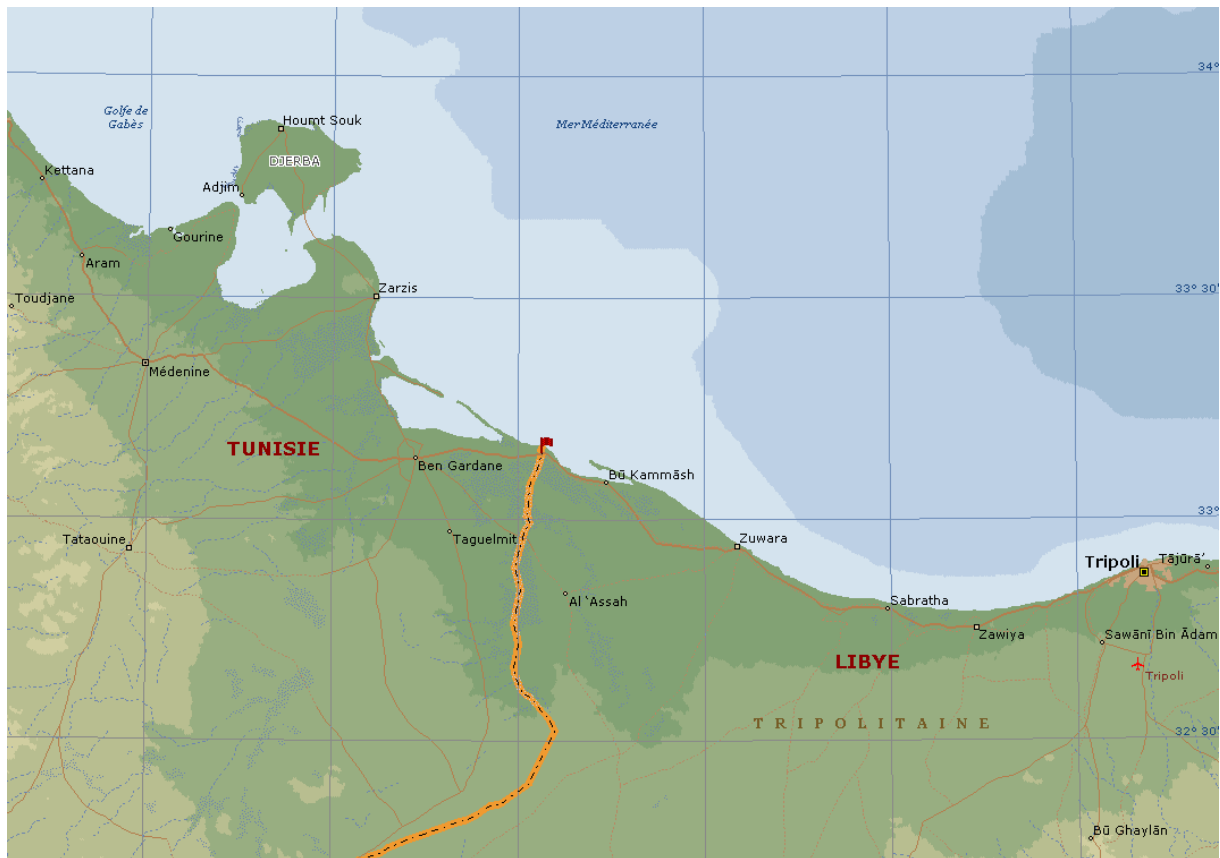 34°
Golfe de
Gabès
Houmt Souk
Mer Méditerranée
DJERBA
Kettana
Adjim
Gourine
Aram
Zarzis
33° 30'
Toudjane
Médenine
TUNISIE
Ben Gardane
Bū Kammāsh
33°
Taguelmit
Zuwara
Tataouine
Tripoli
Tājūrā’
Al `Assah
Sabratha
Zawiya
Sawānī Bin Ādam
LIBYE
Tripoli
TRIPOLITAINE
32° 30'
Bū Ghaylān